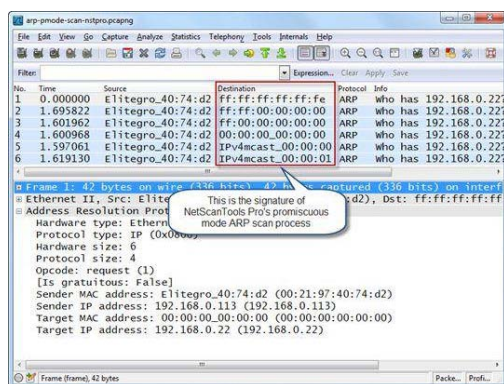 arp-pmode-scan-nstpro.pcapng
File Edit View Go Capture Analyze Statistics Telephony Tools Internals Help
Filter: Expression... Clear Apply Save
No. Time Source Destination Protocol Info
1 0.000000 Elitegro_40:74:d2 ff:ff:ff:ff:ff:fe ARP Who has 192.168.0.22?
2 1.695822 Elitegro_40:74:d2 ff:ff:00:00:00:00 ARP Who has 192.168.0.22?
3 1.601962 Elitegro_40:74:d2 ff:00:00:00:00:00 ARP Who has 192.168.0.22?
4 1.600968 Elitegro_40:74:d2 00:00:00_00:00:00 ARP Who has 192.168.0.22?
5 1.597061 Elitegro_40:74:d2 IPv4mcast_00:00:00 ARP Who has 192.168.0.22?
6 1.619130 Elitegro_40:74:d2 IPv4mcast_00:00:01 ARP Who has 192.168.0.22?
Frame 1: 42 bytes on wire (336 bits), 42 bytes captured (336 bits) on interf
Ethernet II, Src: Elite d2), Dst: ff:ff:ff:ff:ff
Address Resolution Prot
This is the signature of
NetScanTools Pro's promiscuous
mode ARP scan process
Hardware type: Ethern
Protocol type: IP (0x0800)
Hardware size: 6
Protocol size: 4
Opcode: request (1)
[Is gratuitous: False]
Sender MAC address: Elitegro_40:74:d2 (00:21:97:40:74:d2)
Sender IP address: 192.168.0.113 (192.168.0.113)
Target MAC address: 00:00:00_00:00:00 (00:00:00:00:00:00)
Target IP address: 192.168.0.22 (192.168.0.22)
Frame (frame), 42 bytes Packe... Profi...